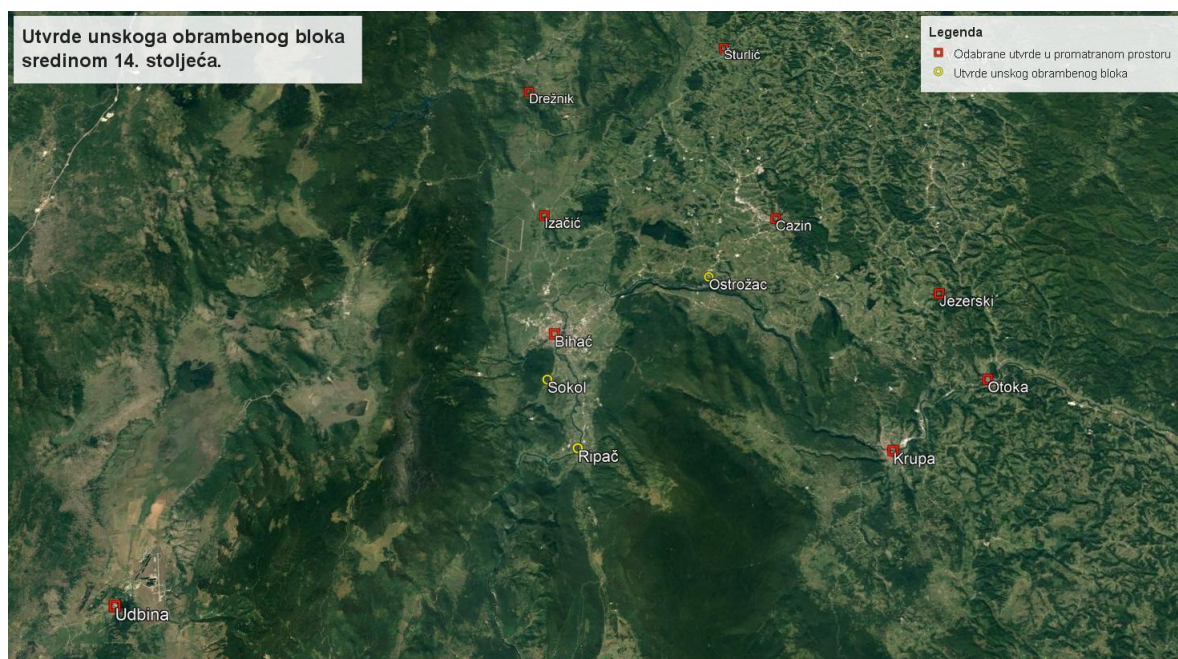 Utvrde unskoga obrambenog bloka
sredinom 14. stoljeća.
Legenda
Odabrane utvrde u promatranom prostoru
Utvrde unskog obrambenog bloka
Šturlić
Drežnik
Izačić
Cazin
Ostrožac
Jezerski
Bihać
Sokol
Otoka
Ripač
Krupa
Udbina